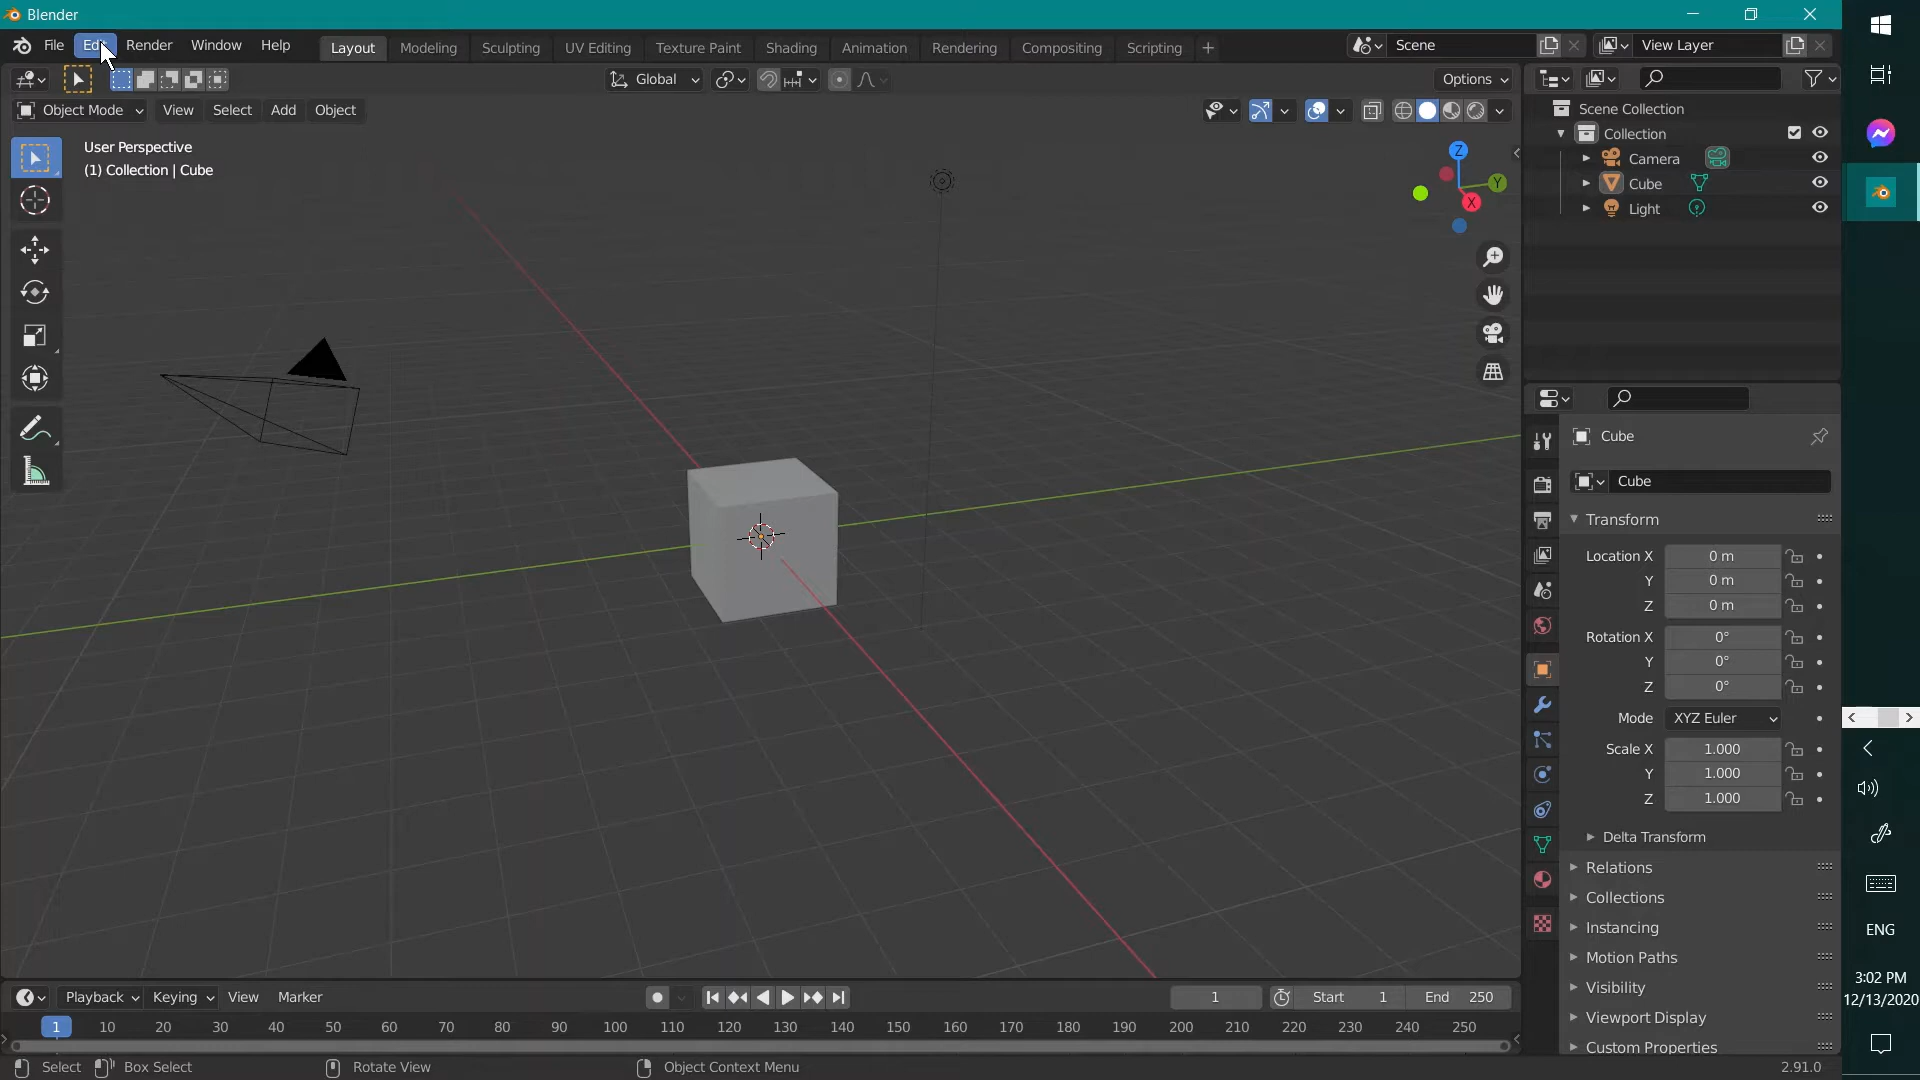 Blender
File Edit Render Window Help Layout Modeling Sculpting UV Editing Texture Paint Shading Animation Rendering Compositing Scripting + Scene View Layer
Global Options
Object Mode View Select Add Object
User Perspective
(1) Collection | Cube
Z
Y
X
Scene Collection
Collection
Camera
Cube
Light
Cube
Cube
Transform
Location X 0 m
Y 0 m
Z 0 m
Rotation X 0°
Y 0°
Z 0°
Mode XYZ Euler
Scale X 1.000
Y 1.000
Z 1.000
Delta Transform
Relations
Collections
Instancing
Motion Paths
Visibility
Viewport Display
Custom Properties
Playback Keying View Marker 1 Start 1 End 250
1 10 20 30 40 50 60 70 80 90 100 110 120 130 140 150 160 170 180 190 200 210 220 230 240 250
Select Box Select Rotate View Object Context Menu 2.91.0
ENG
3:02 PM
12/13/2020